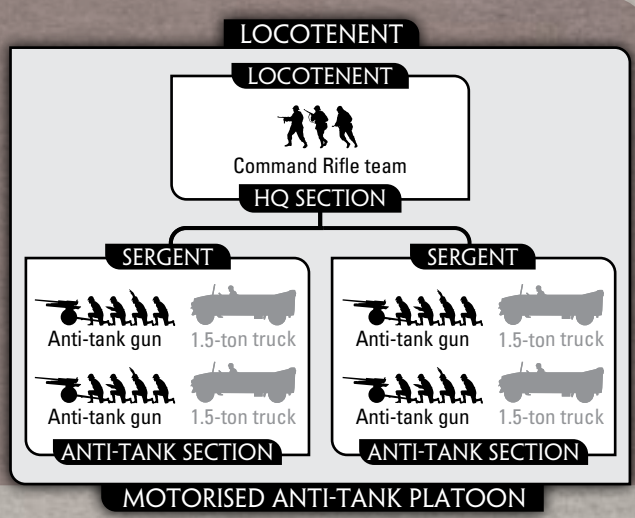 LOCOTENENT
LOCOTENENT
Command Rifle team
HQ SECTION
SERGENT
Anti-tank gun 1.5-ton truck
Anti-tank gun 1.5-ton truck
ANTI-TANK SECTION
SERGENT
Anti-tank gun 1.5-ton truck
Anti-tank gun 1.5-ton truck
ANTI-TANK SECTION
MOTORISED ANTI-TANK PLATOON